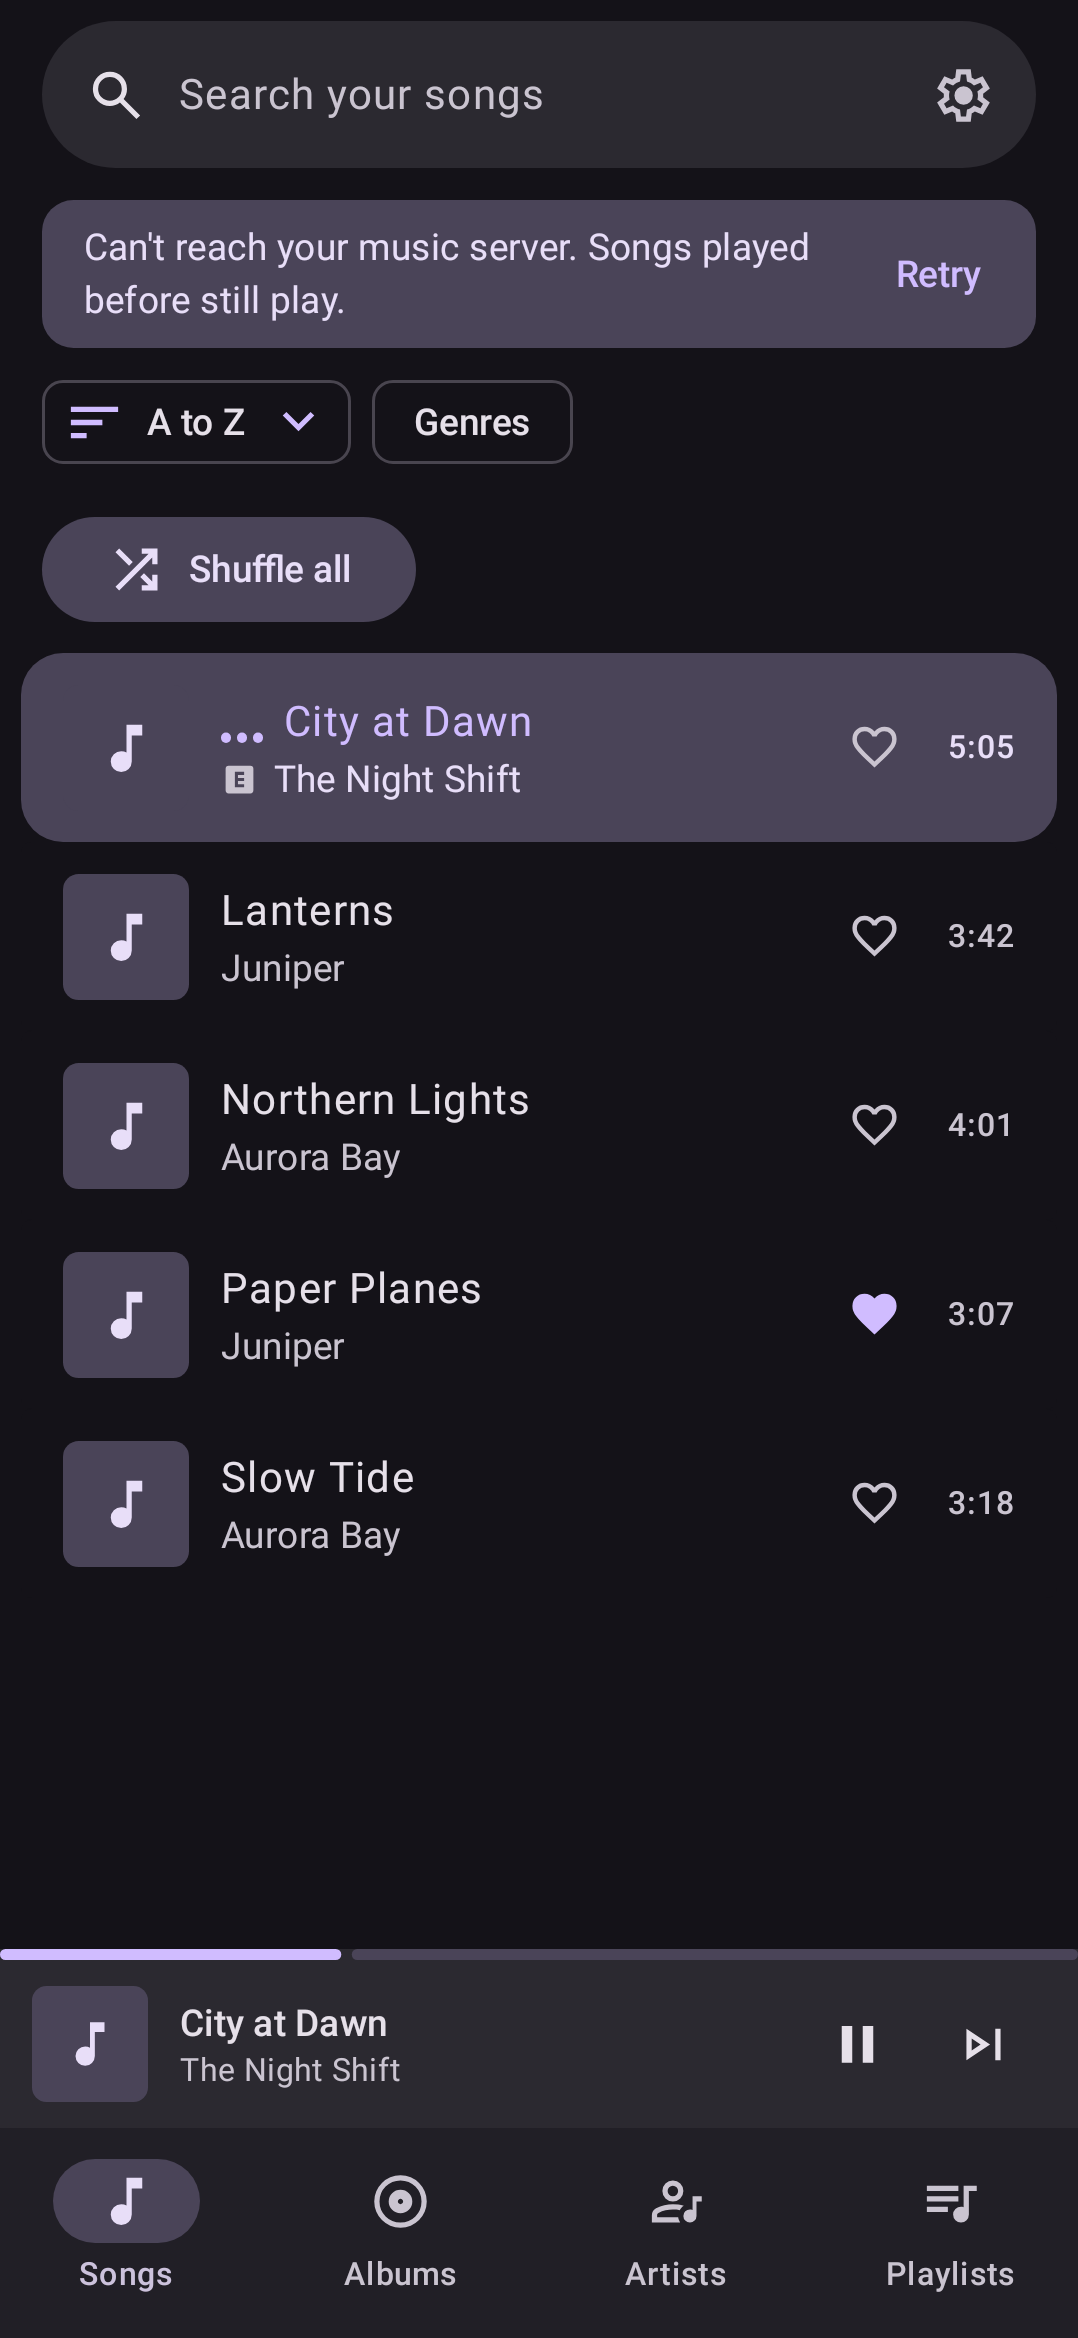 Search your songs
Can't reach your music server. Songs played
before still play.
Retry
A to Z
Genres
Shuffle all
City at Dawn
E The Night Shift
5:05
Lanterns
Juniper
3:42
Northern Lights
Aurora Bay
4:01
Paper Planes
Juniper
3:07
Slow Tide
Aurora Bay
3:18
City at Dawn
The Night Shift
Songs
Albums
Artists
Playlists